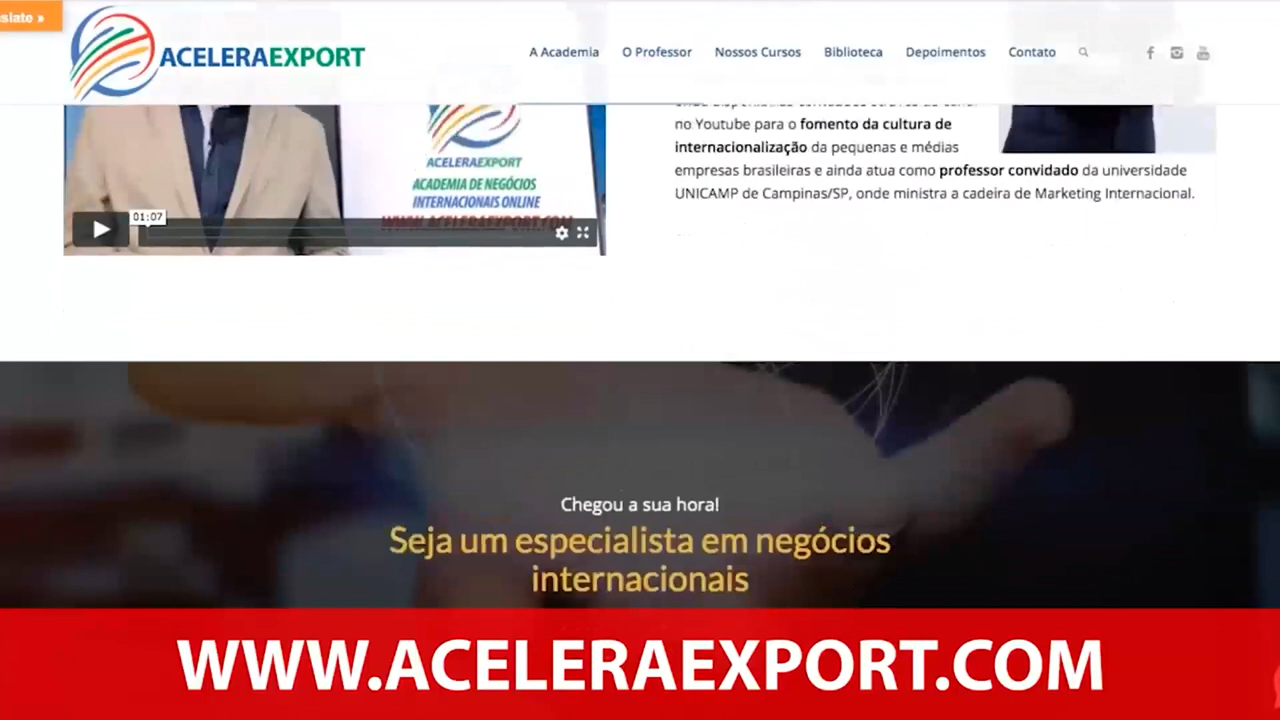 ACELERAEXPORT
A Academia O Professor Nossos Cursos Biblioteca Depoimentos Contato
no Youtube para o fomento da cultura de
internacionalização da pequenas e médias
empresas brasileiras e ainda atua como professor convidado da universidade
UNICAMP de Campinas/SP, onde ministra a cadeira de Marketing Internacional.
ACELERAEXPORT
ACADEMIA DE NEGÓCIOS
INTERNACIONAIS ONLINE
WWW.ACELERAEXPORT.COM
01:07
Chegou a sua hora!
Seja um especialista em negócios
internacionais
WWW.ACELERAEXPORT.COM